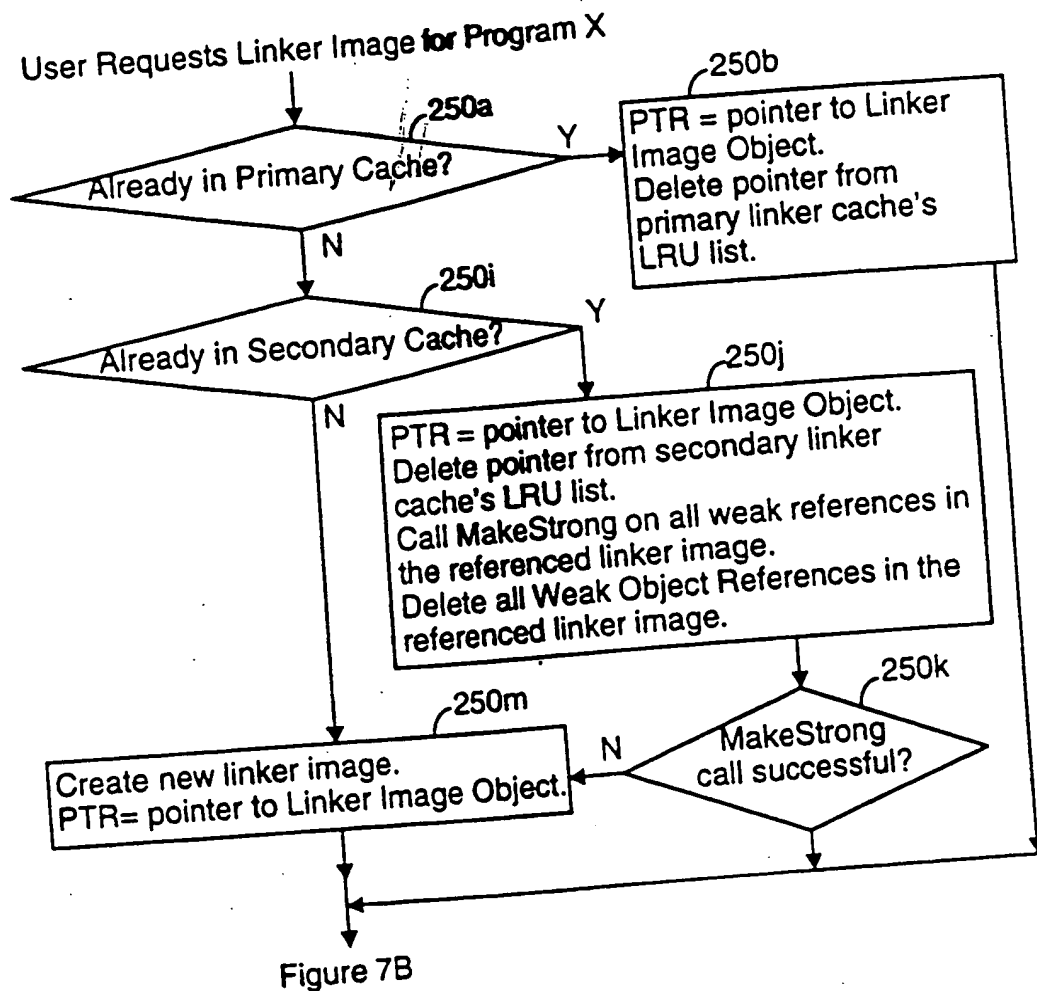 User Requests Linker Image for Program X
250a
Already in Primary Cache?
Y
N
250b
PTR = pointer to Linker
Image Object.
Delete pointer from
primary linker cache's
LRU list.
250i
Already in Secondary Cache?
Y
N
250j
PTR = pointer to Linker Image Object.
Delete pointer from secondary linker
cache's LRU list.
Call MakeStrong on all weak references in
the referenced linker image.
Delete all Weak Object References in the
referenced linker image.
250k
MakeStrong
call successful?
N
250m
Create new linker image.
PTR= pointer to Linker Image Object.
Figure 7B